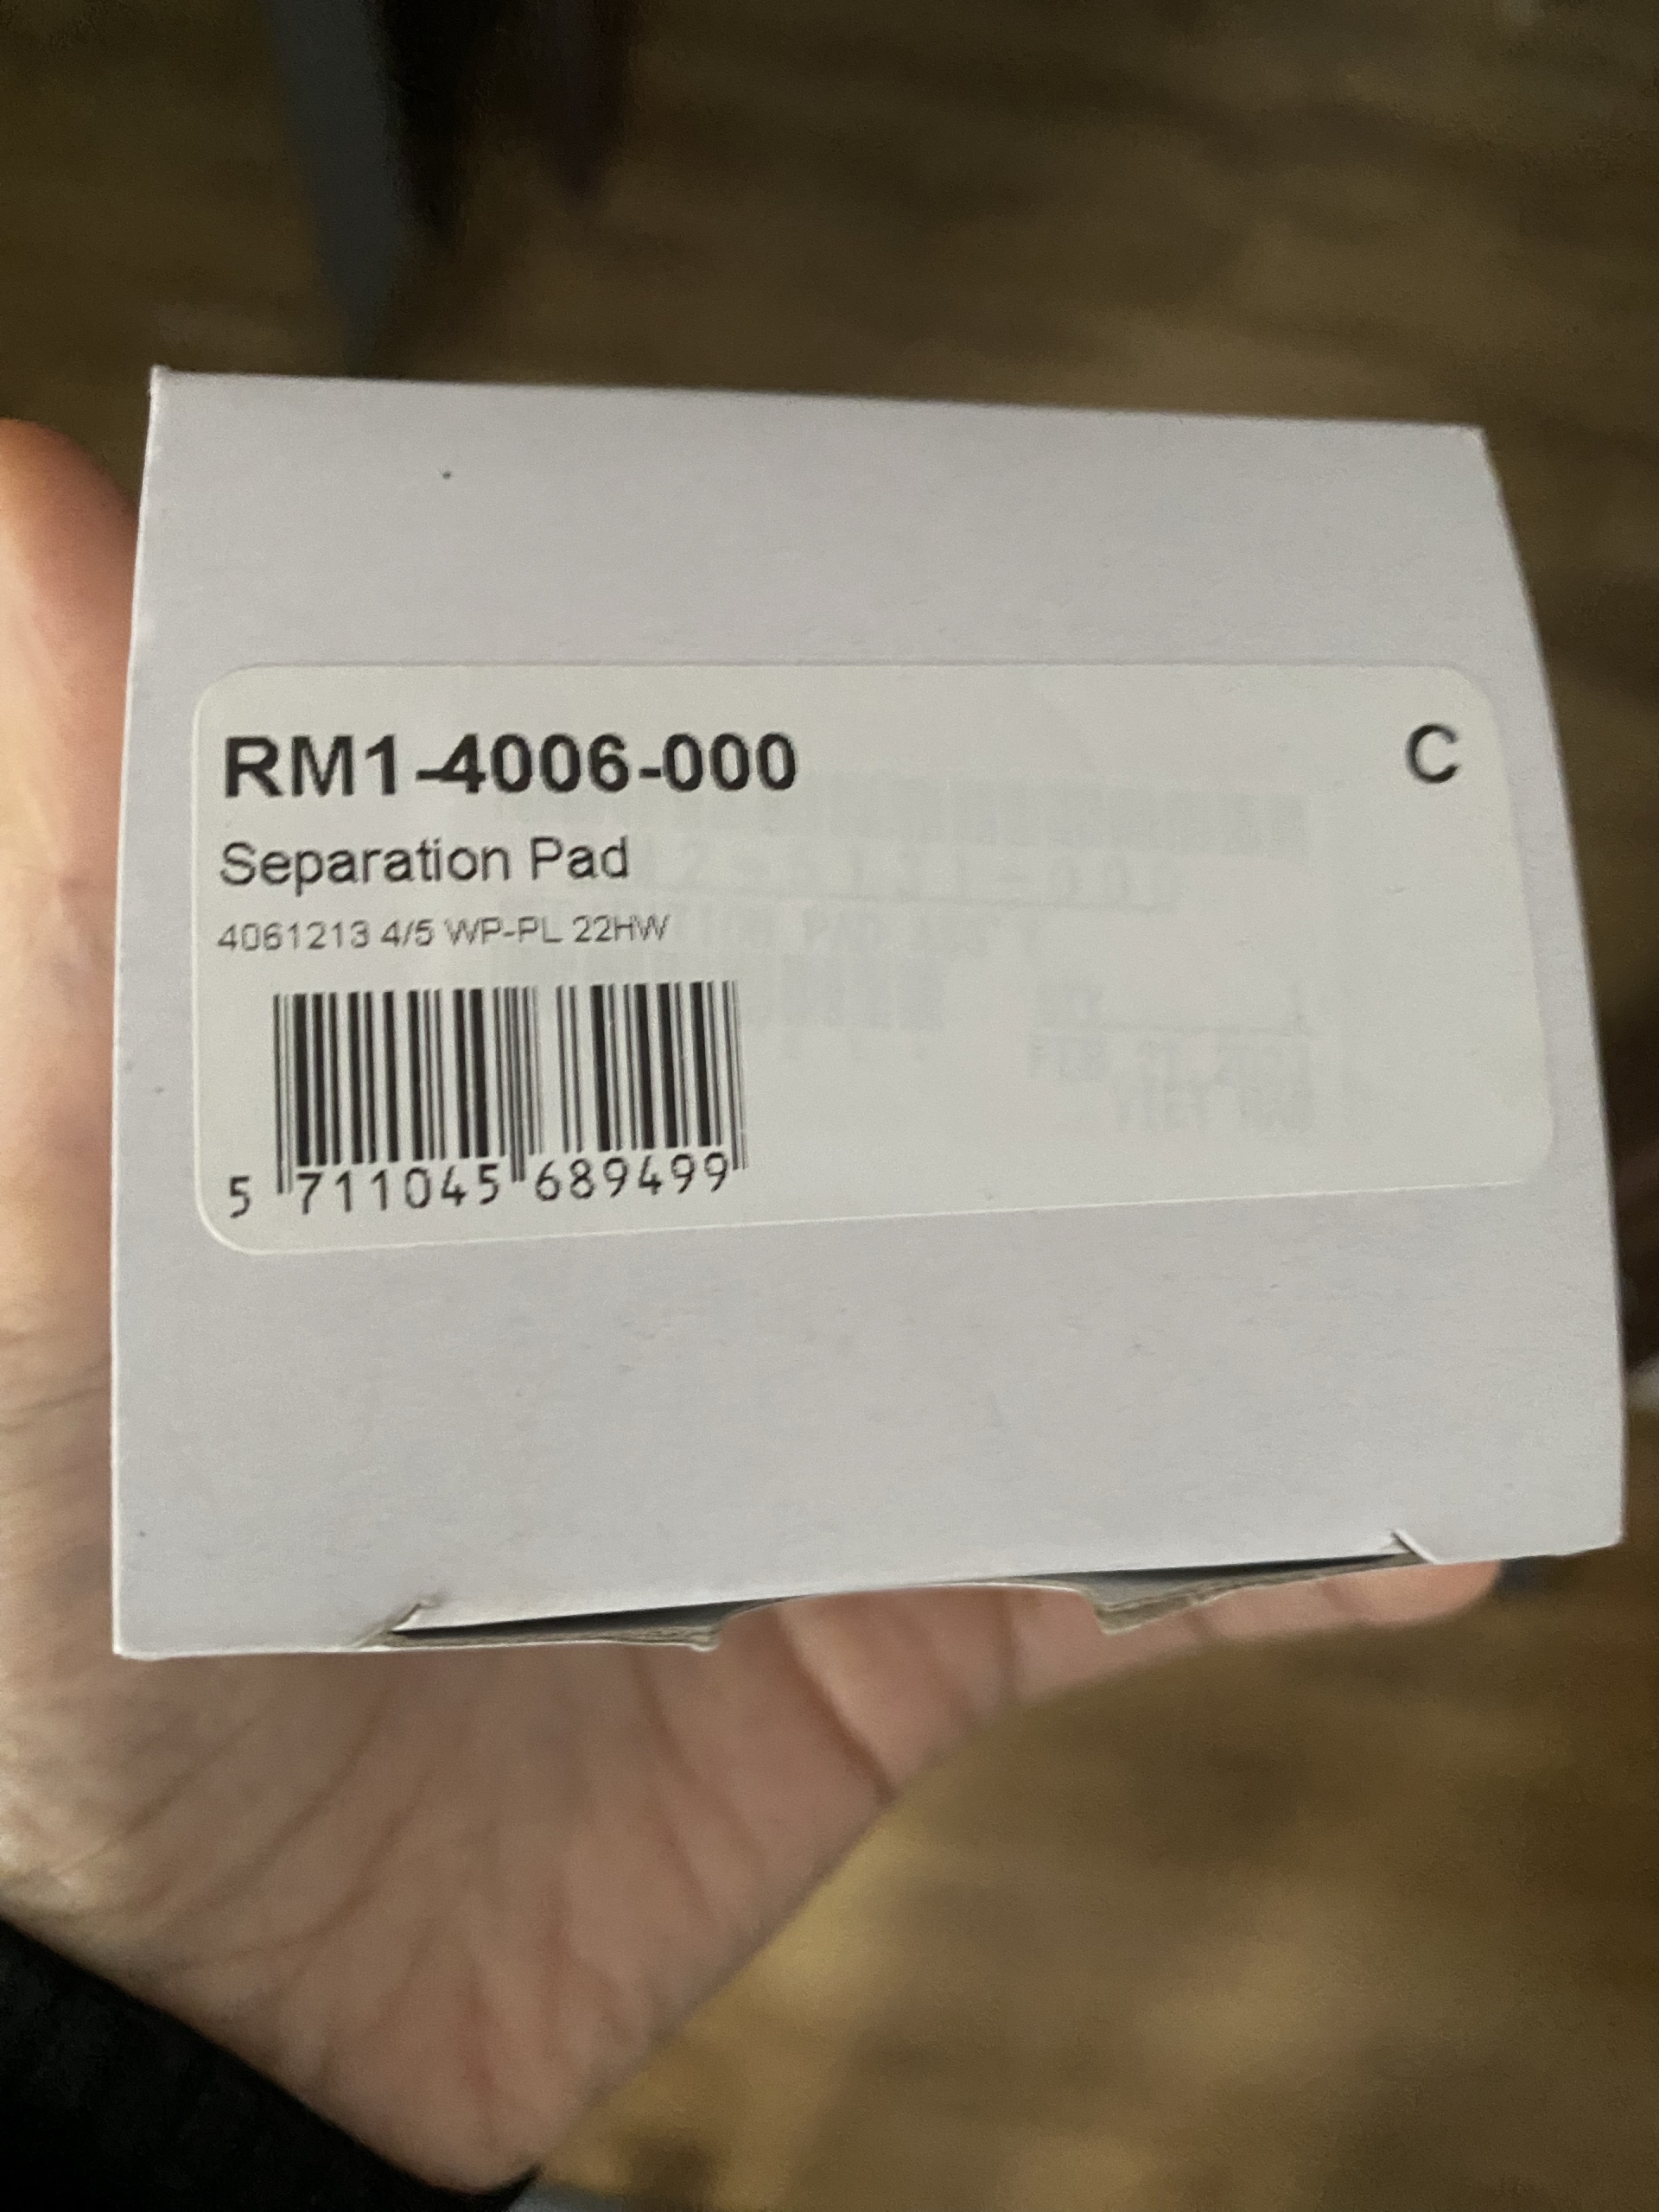 RM1-4006-000
C
Separation Pad
4061213 4/5 WP-PL 22HW
5 711045 689499